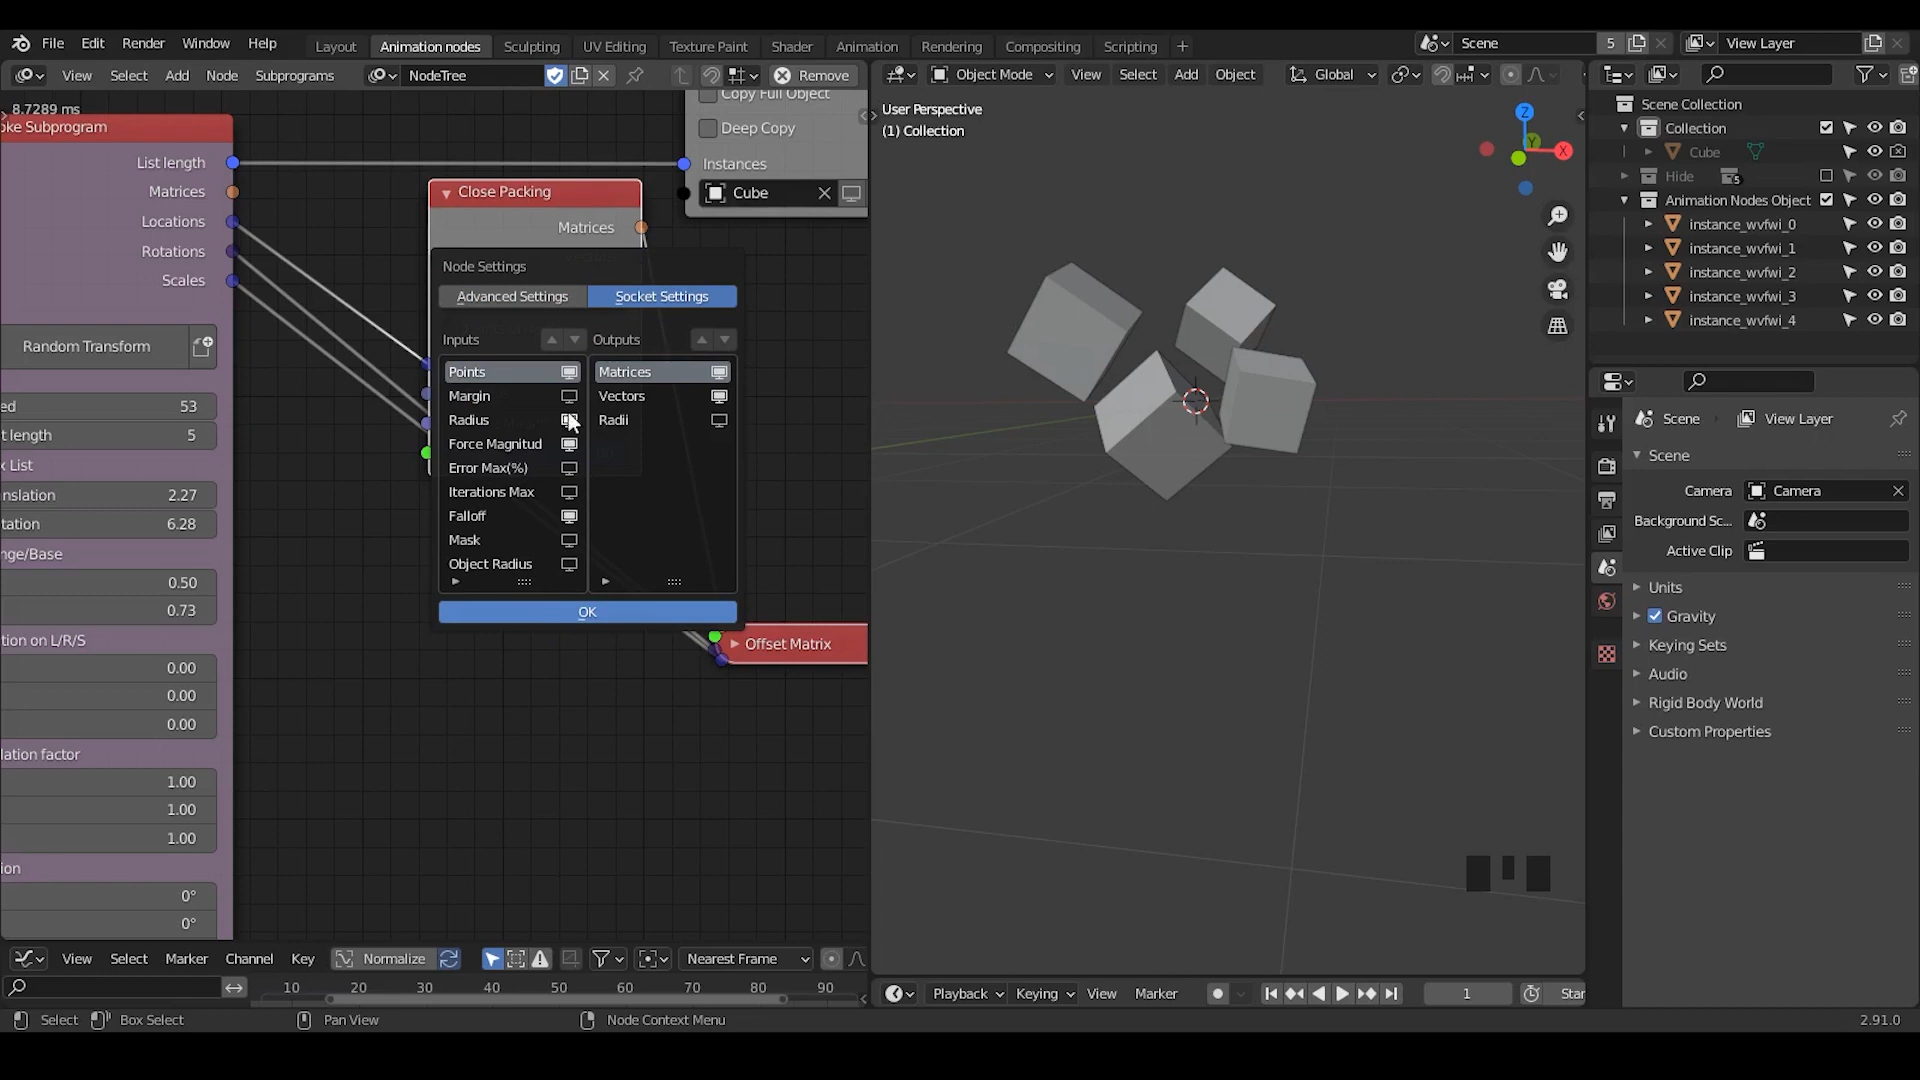 File Edit Render Window Help Layout Animation nodes Sculpting UV Editing Texture Paint Shader Animation Rendering Compositing Scripting Scene 5 View Layer
View Select Add Node Subprograms NodeTree Remove
Object Mode View Select Add Object Global
8.7289 ms
oke Subprogram
List length
Matrices
Locations
Rotations
Scales
Random Transform
ed 53
t length 5
x List
anslation 2.27
tation 6.28
nge/Base
0.50
0.73
tion on L/R/S
0.00
0.00
0.00
lation factor
1.00
1.00
1.00
ion
0°
0°
Copy Full Object
Deep Copy
Instances
Cube
Close Packing
Matrices
Node Settings
Advanced Settings Socket Settings
Inputs Outputs
Points Matrices
Margin Vectors
Radius Radii
Force Magnitud
Error Max(%)
Iterations Max
Falloff
Mask
Object Radius
OK
Offset Matrix
User Perspective
(1) Collection
Z
Y
X
Scene Collection
Collection
Cube
Hide 5
Animation Nodes Object
instance_wvfwi_0
instance_wvfwi_1
instance_wvfwi_2
instance_wvfwi_3
instance_wvfwi_4
Scene View Layer
Scene
Camera Camera
Background Sc...
Active Clip
Units
Gravity
Keying Sets
Audio
Rigid Body World
Custom Properties
View Select Marker Channel Key Normalize Nearest Frame
10 20 30 40 50 60 70 80 90
Playback Keying View Marker 1 Star
Select Box Select Pan View Node Context Menu 2.91.0